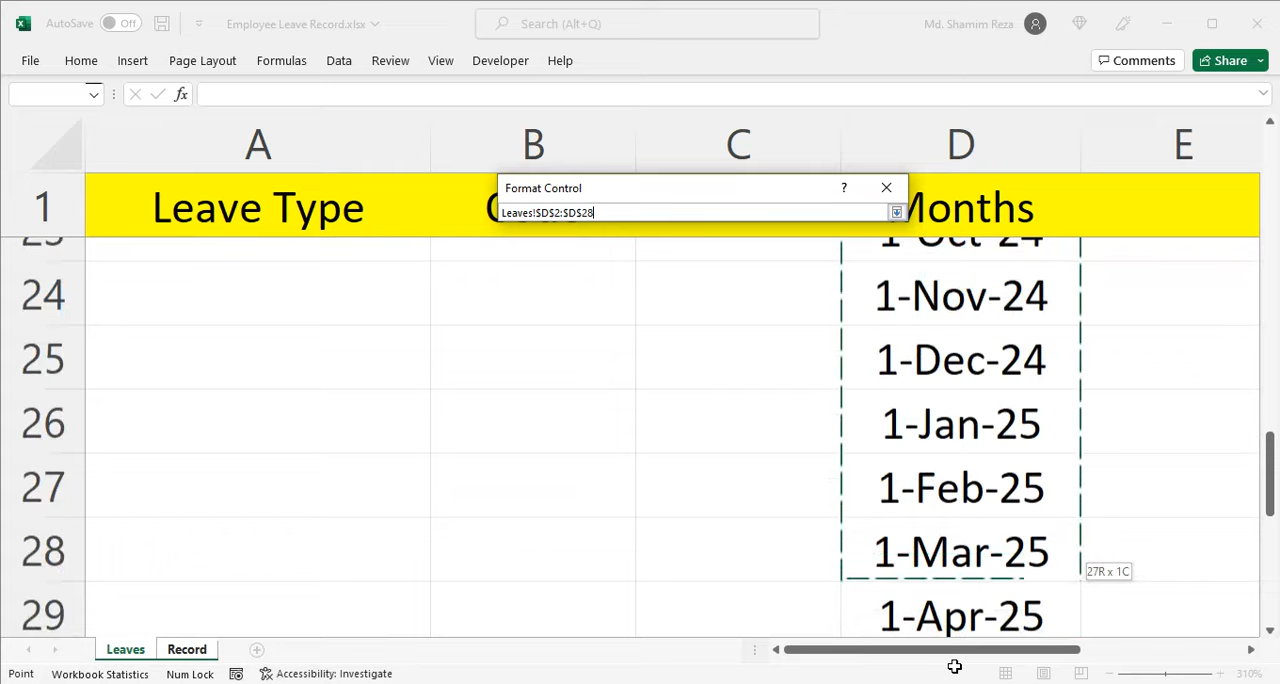 AutoSave Off Employee Leave Record.xlsx Search (Alt+Q) Md. Shamim Reza
File Home Insert Page Layout Formulas Data Review View Developer Help Comments Share
fx
A B C D E
Format Control ?
Leaves!$D$2:$D$28
1 Leave Type Months
24 1-Nov-24
25 1-Dec-24
26 1-Jan-25
27 1-Feb-25
28 1-Mar-25
27R x 1C
29 1-Apr-25
Leaves Record
Point Workbook Statistics Num Lock Accessibility: Investigate 310%